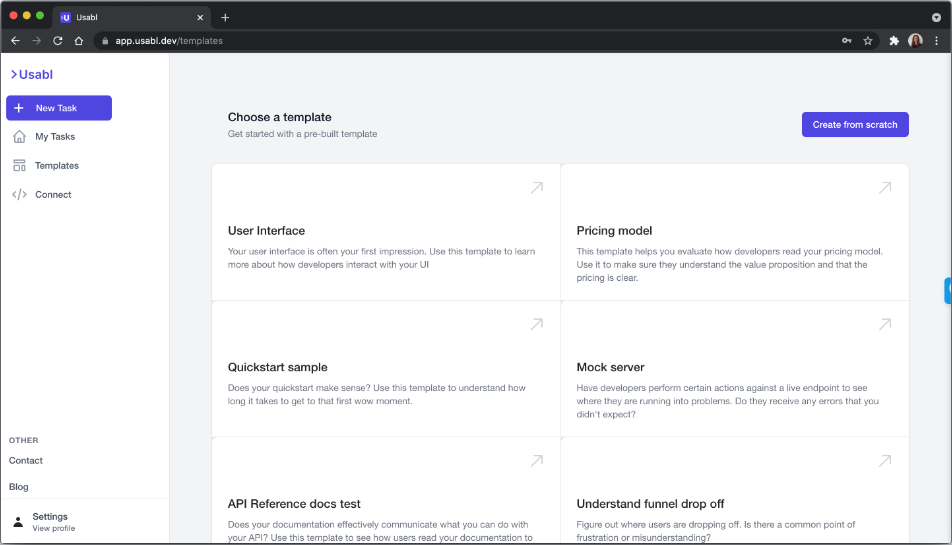 Usabl
app.usabl.dev/templates
>Usabl
New Task
My Tasks
Templates
Connect
OTHER
Contact
Blog
Settings
View profile
Choose a template
Get started with a pre-built template
Create from scratch
User Interface
Your user interface is often your first impression. Use this template to learn
more about how developers interact with your UI
Pricing model
This template helps you evaluate how developers read your pricing model.
Use it to make sure they understand the value proposition and that the
pricing is clear.
Quickstart sample
Does your quickstart make sense? Use this template to understand how
long it takes to get to that first wow moment.
Mock server
Have developers perform certain actions against a live endpoint to see
where they are running into problems. Do they receive any errors that you
didn't expect?
API Reference docs test
Does your documentation effectively communicate what you can do with
your API? Use this template to see how users read your documentation to
Understand funnel drop off
Figure out where users are dropping off. Is there a common point of
frustration or misunderstanding?